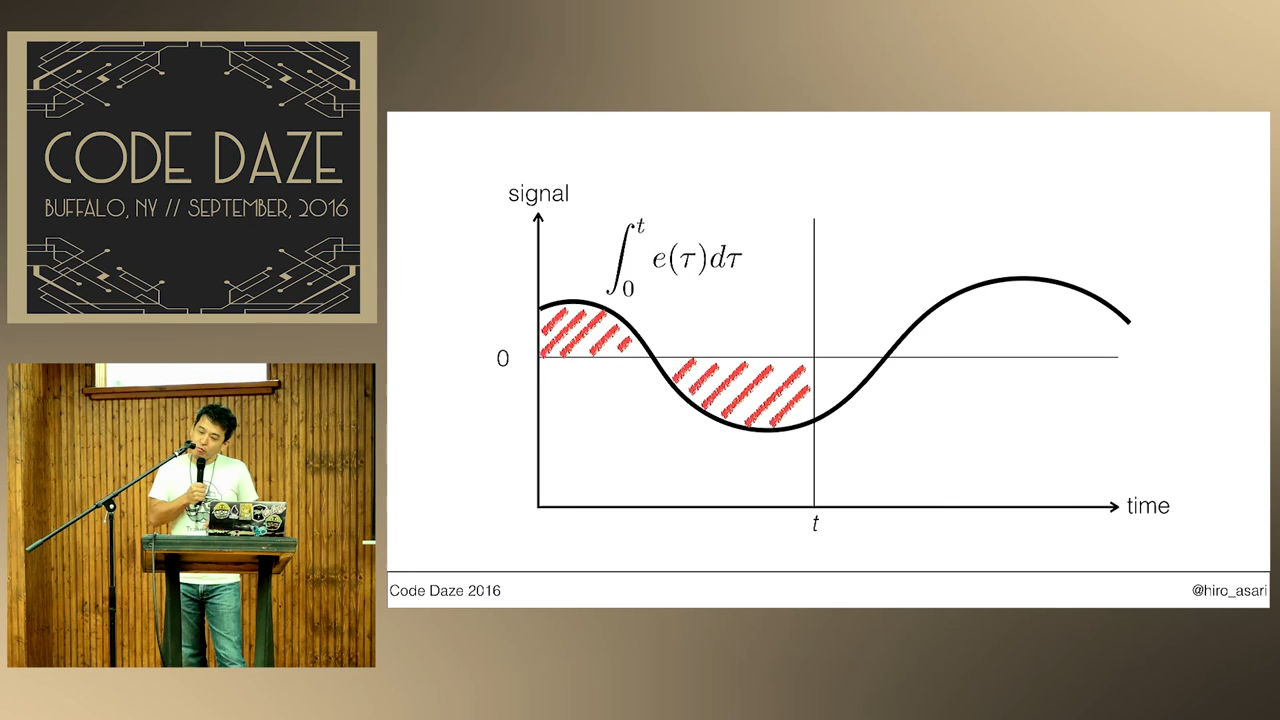 CODE DAZE
BUFFALO, NY // SEPTEMBER, 2016
signal
∫₀ᵗ e(τ)dτ
0
time
t
Code Daze 2016
@hiro_asari